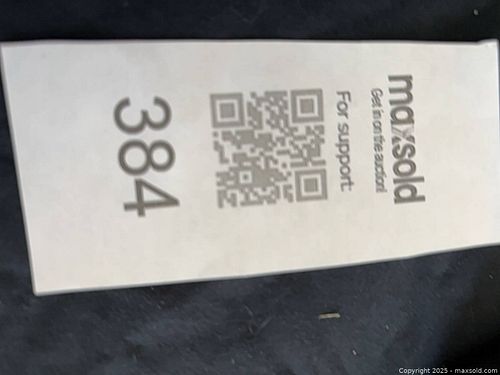 maxsold
Get in on the auction!
For support:
384
Copyright 2025 - maxsold.com